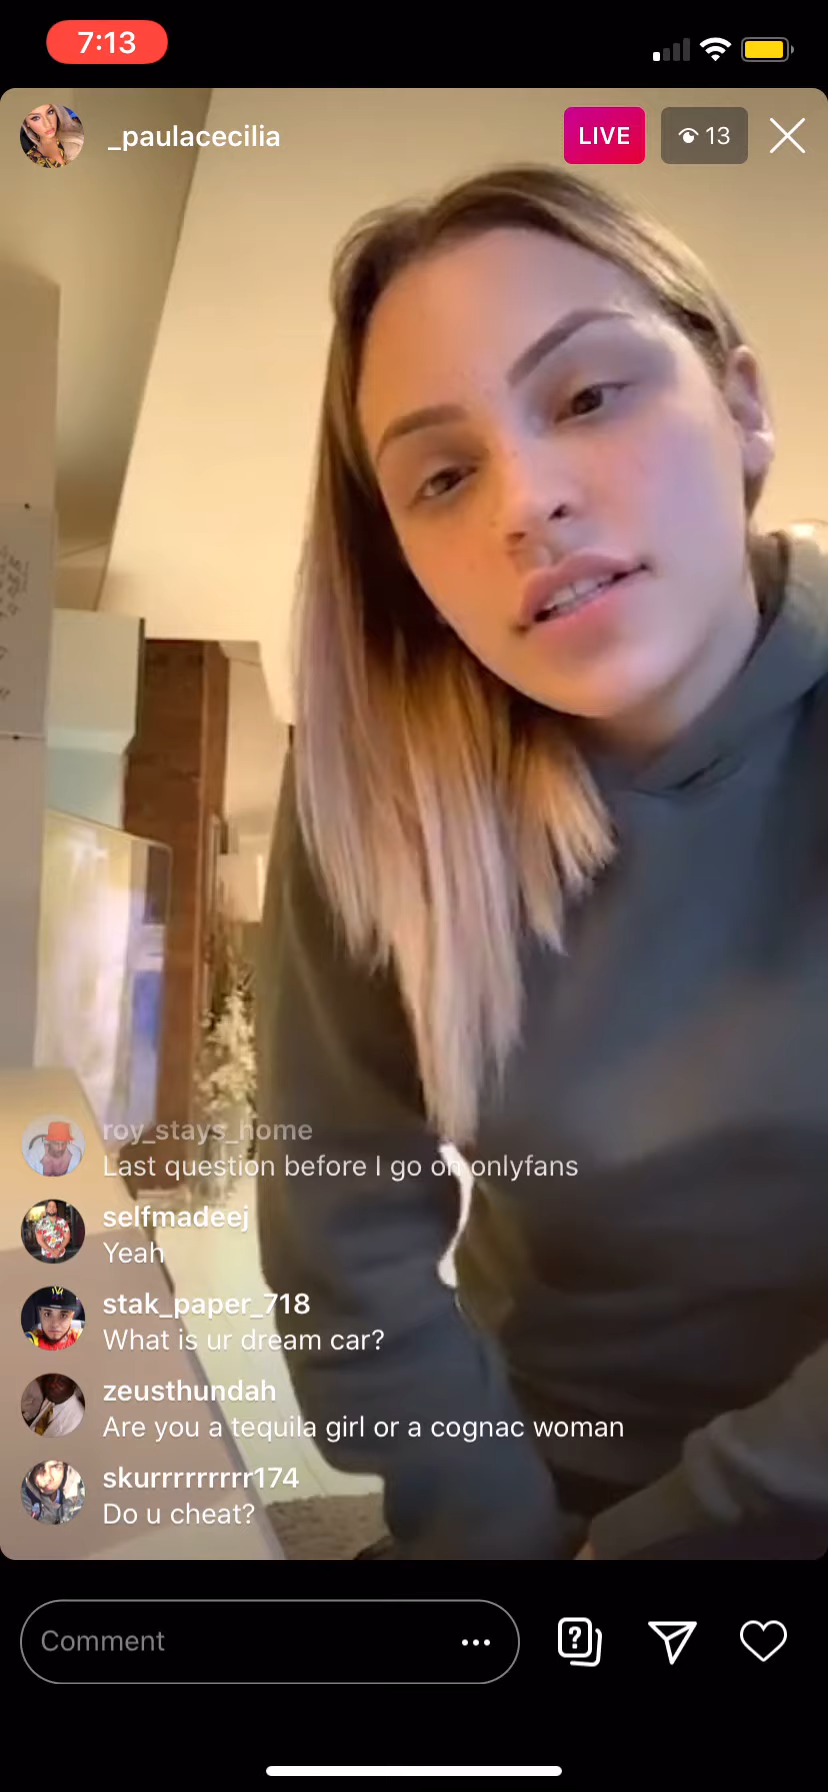 7:13
_paulacecilia
LIVE
13
roy_stays_home
Last question before I go on onlyfans
selfmadeej
Yeah
stak_paper_718
What is ur dream car?
zeusthundah
Are you a tequila girl or a cognac woman
skurrrrrrrrr174
Do u cheat?
Comment